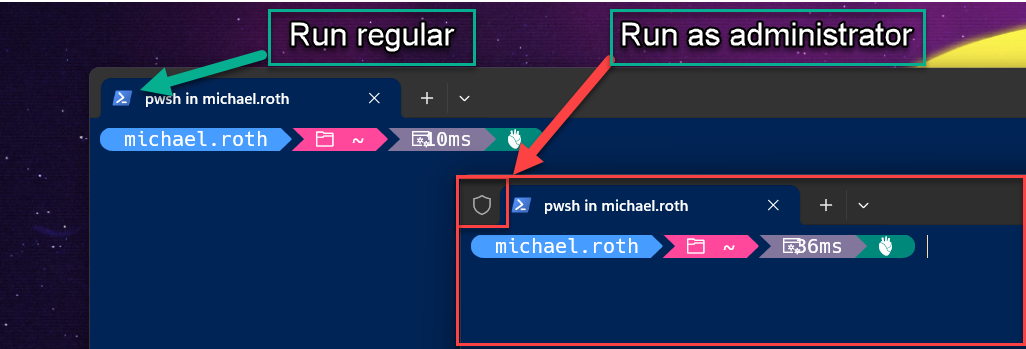 Run regular
Run as administrator
pwsh in michael.roth
michael.roth ~ 10ms
pwsh in michael.roth
michael.roth ~ 36ms